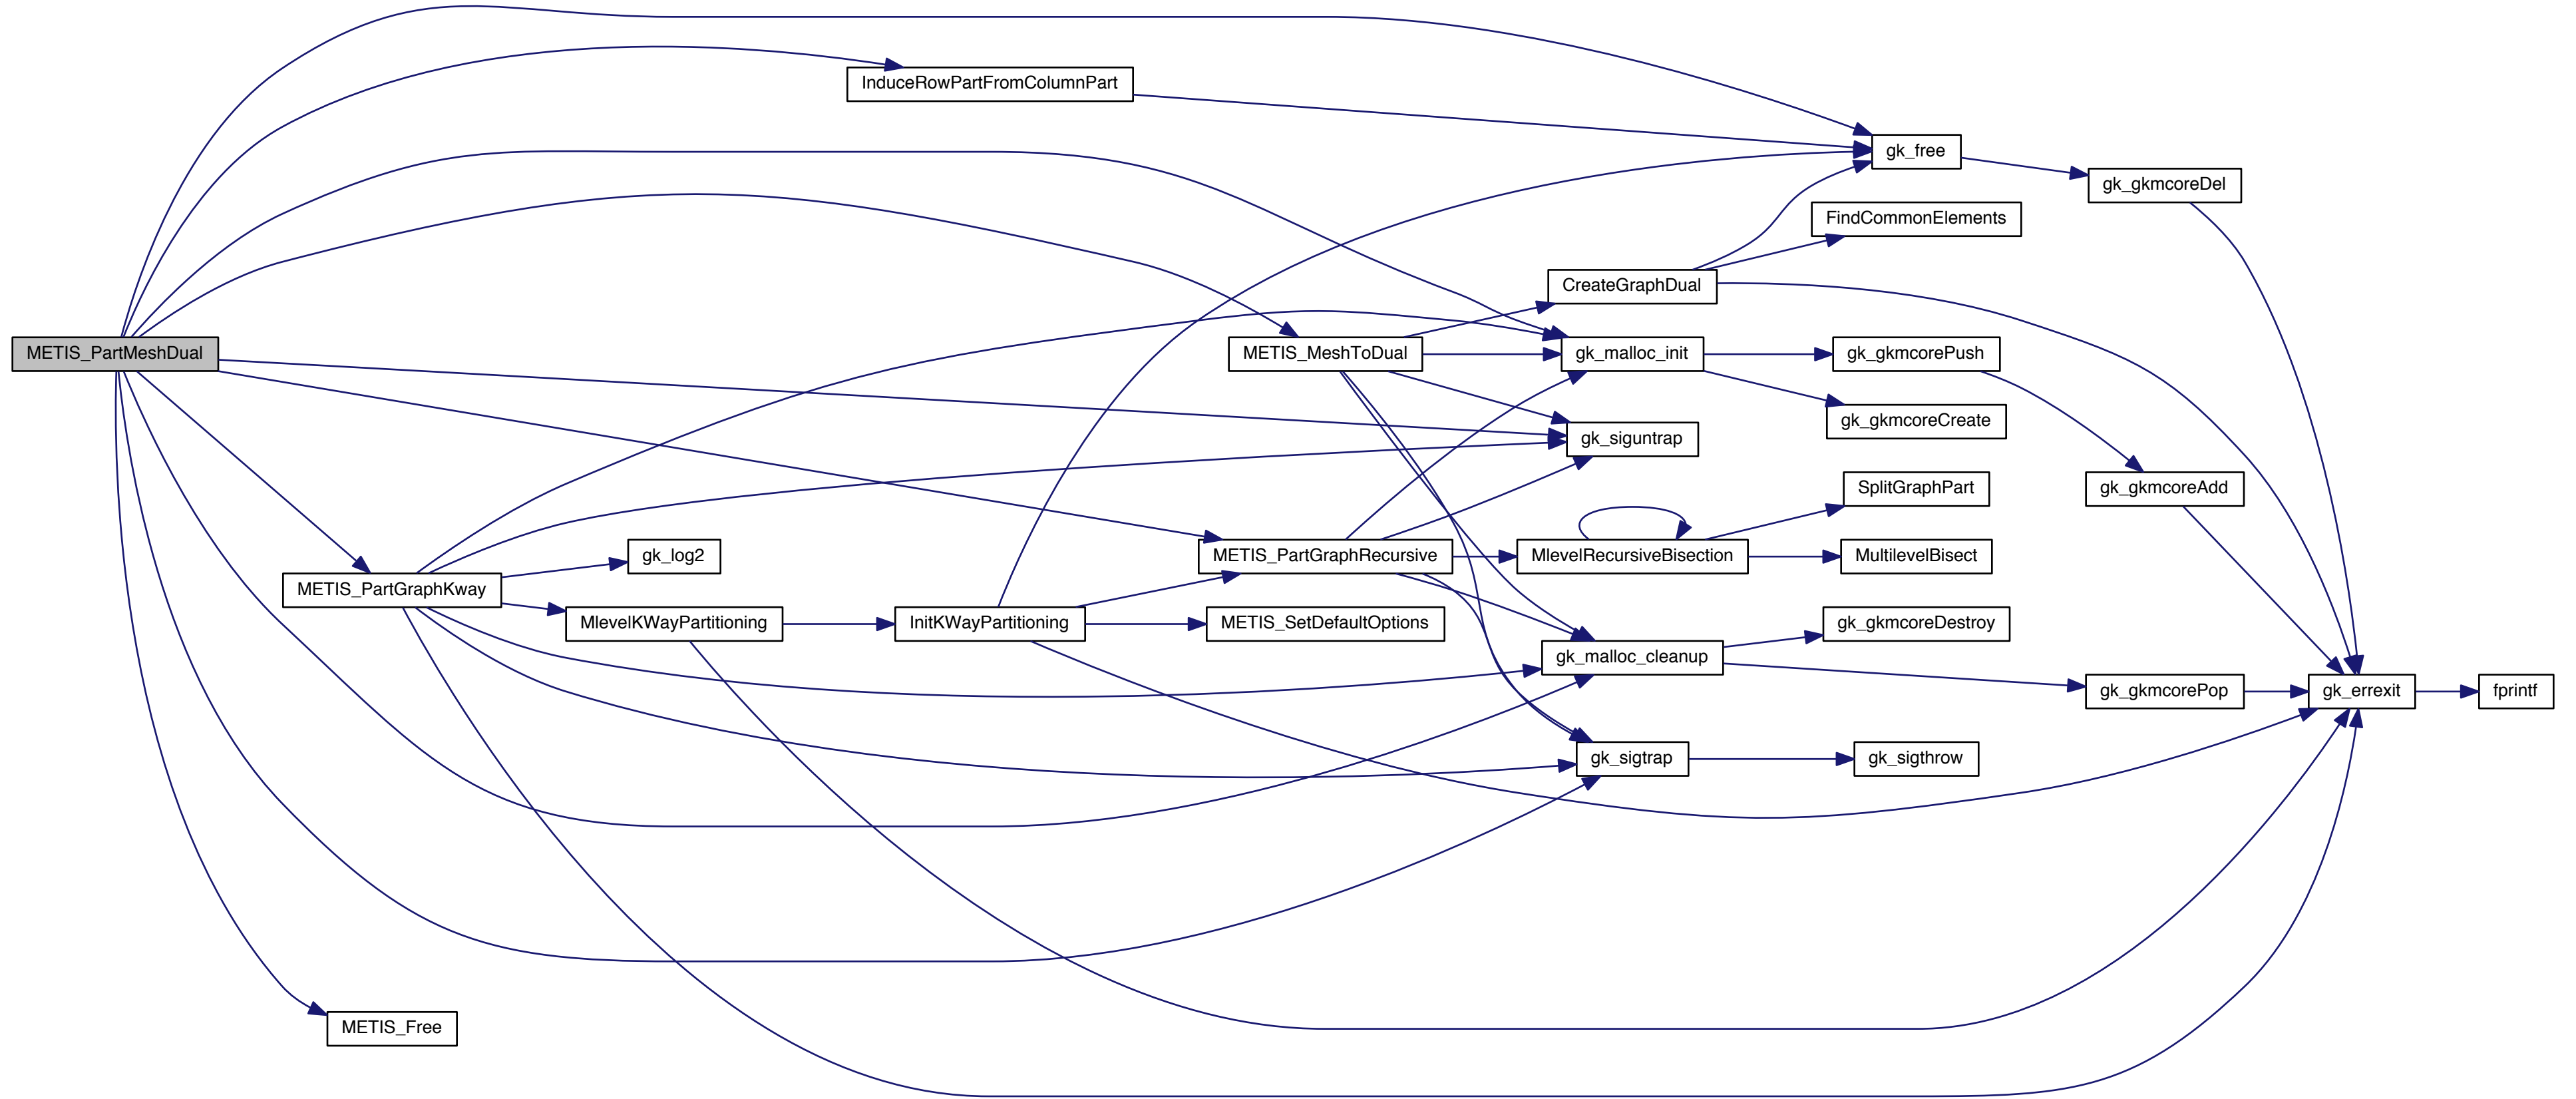 InduceRowPartFromColumnPart
gk_free
gk_gkmcoreDel
FindCommonElements
CreateGraphDual
METIS_PartMeshDual
METIS_MeshToDual
gk_malloc_init
gk_gkmcorePush
gk_gkmcoreCreate
gk_siguntrap
SplitGraphPart
gk_gkmcoreAdd
gk_log2
METIS_PartGraphRecursive
MlevelRecursiveBisection
MultilevelBisect
METIS_PartGraphKway
MlevelKWayPartitioning
InitKWayPartitioning
METIS_SetDefaultOptions
gk_gkmcoreDestroy
gk_malloc_cleanup
gk_gkmcorePop
gk_errexit
fprintf
gk_sigtrap
gk_sigthrow
METIS_Free